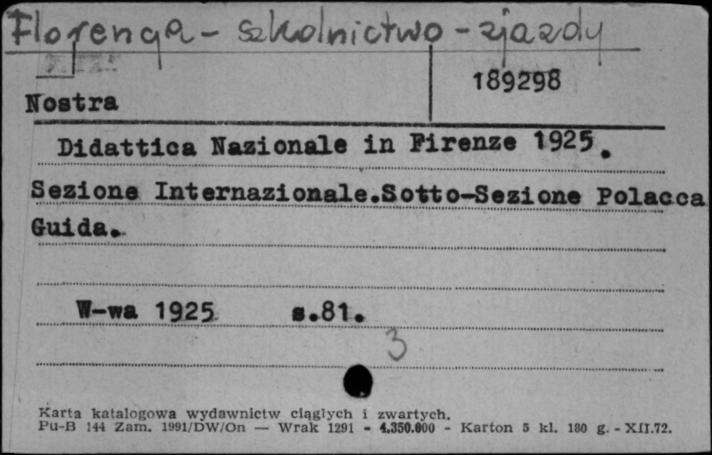 Florencja - szkolnictwo - zjazdy
189298
Nostra
Didattica Nazionale in Firenze 1925.
Sezione Internazionale.Sotto-Sezione Polacca
Guida.
W-wa 1925 s.81.
3
Karta katalogowa wydawnictw ciągłych i zwartych.
Pu-B 144 Zam. 1991/DW/On — Wrak 1291 - 4.350.000 - Karton 5 kl. 180 g. - XII.72.